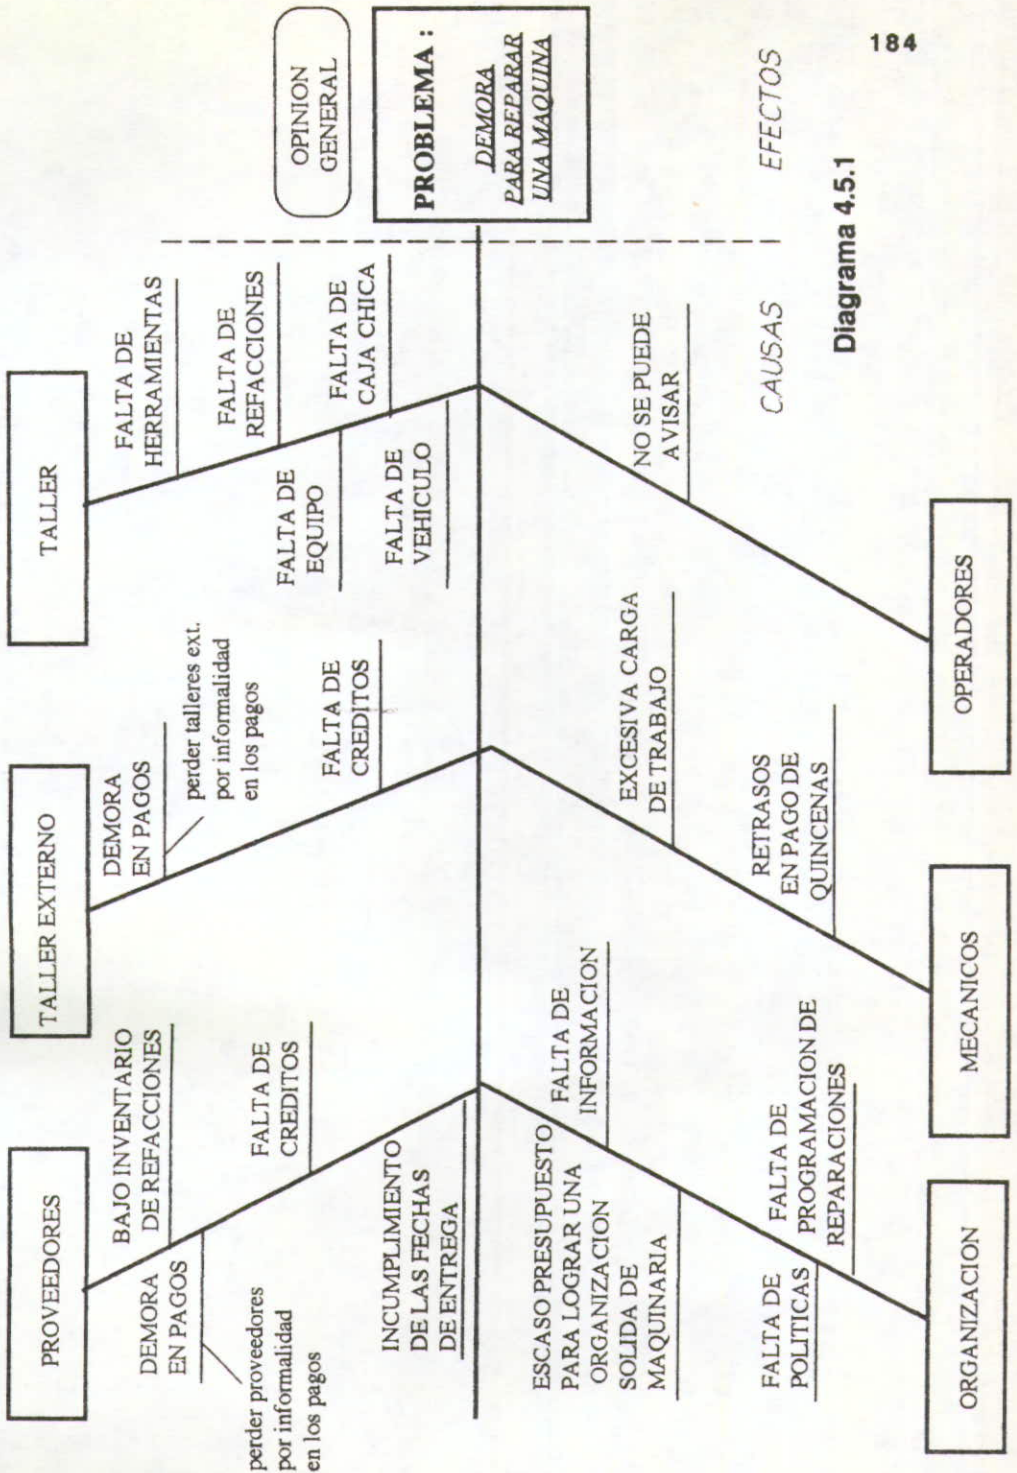 PROVEEDORES
TALLER EXTERNO
TALLER
OPINION
GENERAL
BAJO INVENTARIO
DE REFACCIONES
DEMORA
EN PAGOS
perder proveedores
por informalidad
en los pagos
FALTA DE
CREDITOS
INCUMPLIMIENTO
DE LAS FECHAS
DE ENTREGA
DEMORA
EN PAGOS
perder talleres ext.
por informalidad
en los pagos
FALTA DE
CREDITOS
FALTA DE
HERRAMIENTAS
FALTA DE
REFACCIONES
FALTA DE
EQUIPO
FALTA DE
CAJA CHICA
FALTA DE
VEHICULO
PROBLEMA :
DEMORA
PARA REPARAR
UNA MAQUINA
ESCASO PRESUPUESTO
PARA LOGRAR UNA
ORGANIZACION
SOLIDA DE
MAQUINARIA
FALTA DE
INFORMACION
FALTA DE
POLITICAS
FALTA DE
PROGRAMACION DE
REPARACIONES
EXCESIVA CARGA
DE TRABAJO
RETRASOS
EN PAGO DE
QUINCENAS
NO SE PUEDE
AVISAR
CAUSAS
EFECTOS
ORGANIZACION
MECANICOS
OPERADORES
Diagrama 4.5.1
184